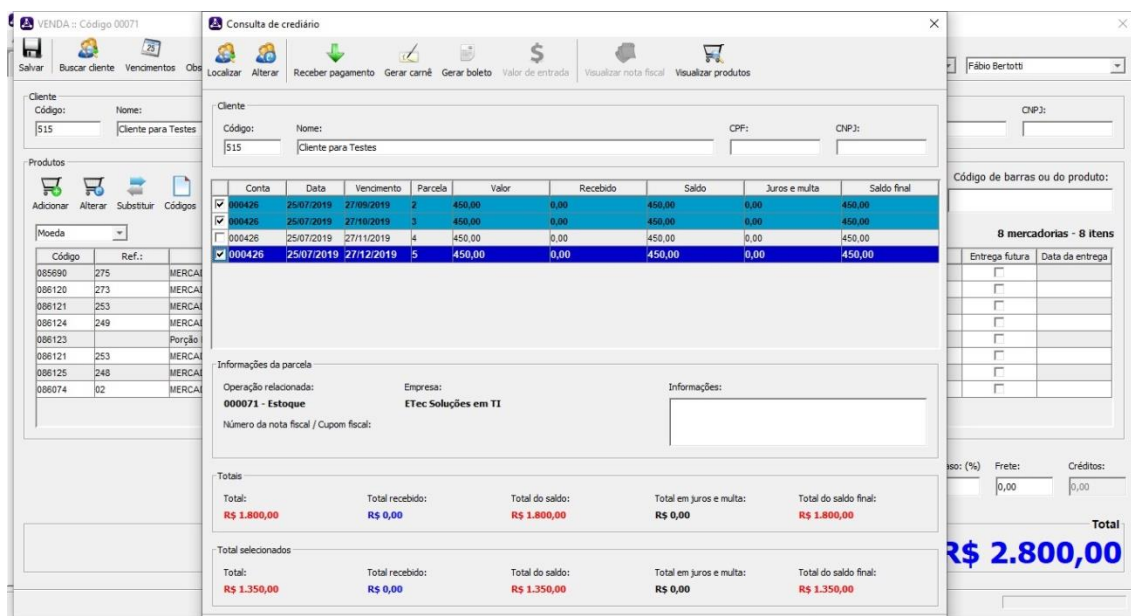 VENDA :: Código 00071
Consulta de crediário
Salvar Buscar cliente Vencimentos Obs
Localizar Alterar Receber pagamento Gerar carnê Gerar boleto Valor de entrada Visualizar nota fiscal Visualizar produtos
Fábio Bertotti
Cliente
Código: Nome:
515 Cliente para Testes
CNPJ:
Cliente
Código: Nome: CPF: CNPJ:
515 Cliente para Testes
Produtos
Adicionar Alterar Substituir Códigos
Código de barras ou do produto:
Moeda
8 mercadorias - 8 itens
Código Ref.:
085690 275 MERCAD
086120 273 MERCAD
086121 253 MERCAD
086124 249 MERCAD
086123 Porção
086121 253 MERCAD
086125 248 MERCAD
086074 02 MERCAD
Entrega futura Data da entrega
Conta Data Vencimento Parcela Valor Recebido Saldo Juros e multa Saldo final
000426 25/07/2019 27/09/2019 2 450,00 0,00 450,00 0,00 450,00
000426 25/07/2019 27/10/2019 3 450,00 0,00 450,00 0,00 450,00
000426 25/07/2019 27/11/2019 4 450,00 0,00 450,00 0,00 450,00
000426 25/07/2019 27/12/2019 5 450,00 0,00 450,00 0,00 450,00
Informações da parcela
Operação relacionada: Empresa: Informações:
000071 - Estoque ETec Soluções em TI
Número da nota fiscal / Cupom fiscal:
Totais
Total: Total recebido: Total do saldo: Total em juros e multa: Total do saldo final:
R$ 1.800,00 R$ 0,00 R$ 1.800,00 R$ 0,00 R$ 1.800,00
Total selecionados
Total: Total recebido: Total do saldo: Total em juros e multa: Total do saldo final:
R$ 1.350,00 R$ 0,00 R$ 1.350,00 R$ 0,00 R$ 1.350,00
(%) Frete: Créditos:
0,00 0,00
Total
R$ 2.800,00